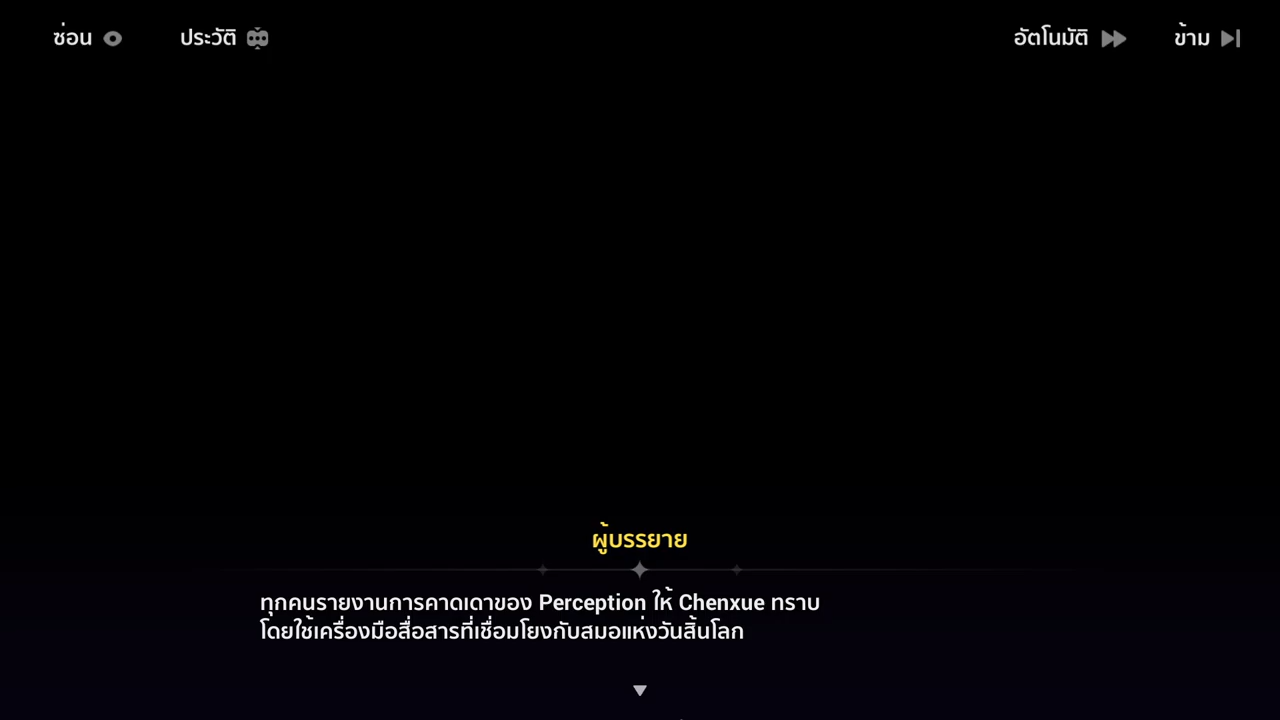 ซ่อน
ประวัติ
อัตโนมัติ
ข้าม
ผู้บรรยาย
ทุกคนรายงานการคาดเดาของ Perception ให้ Chenxue ทราบ
โดยใช้เครื่องมือสื่อสารที่เชื่อมโยงกับสมอแห่งวันสิ้นโลก